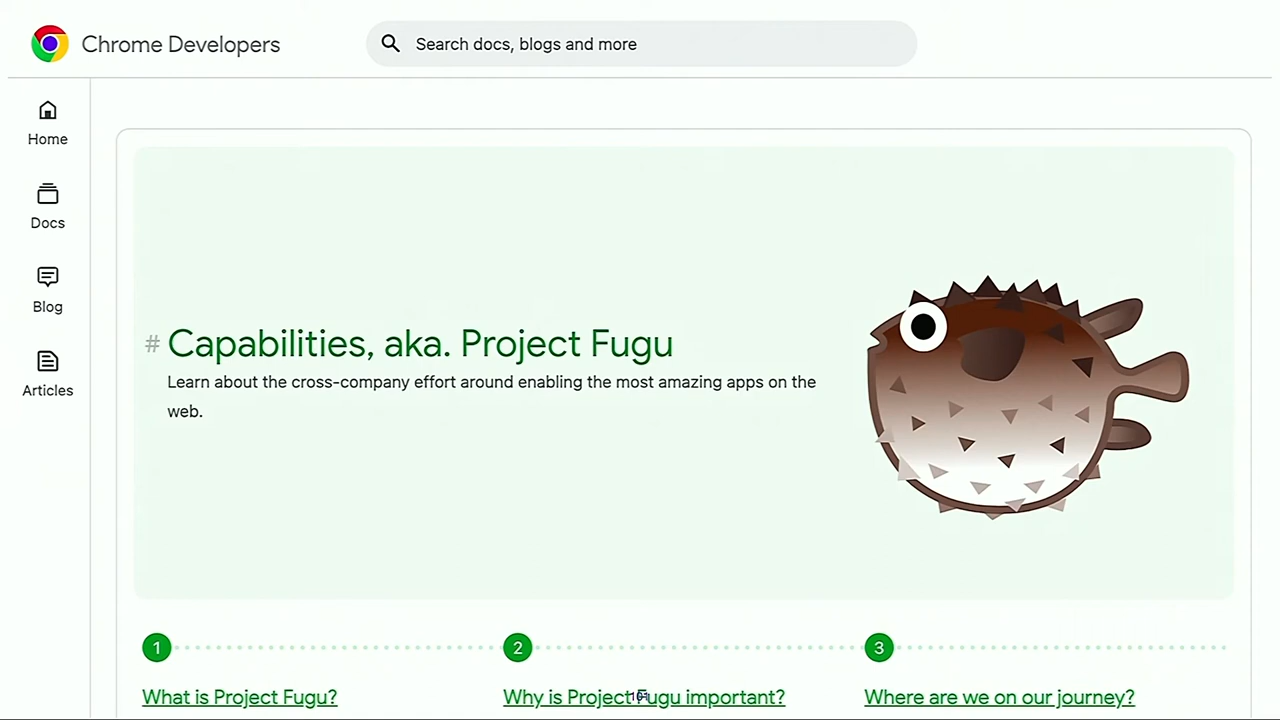 Chrome Developers
Search docs, blogs and more
Home
Docs
Blog
Articles
# Capabilities, aka. Project Fugu
Learn about the cross-company effort around enabling the most amazing apps on the
web.
1
2
3
What is Project Fugu?
Why is Project Fugu important?
Where are we on our journey?